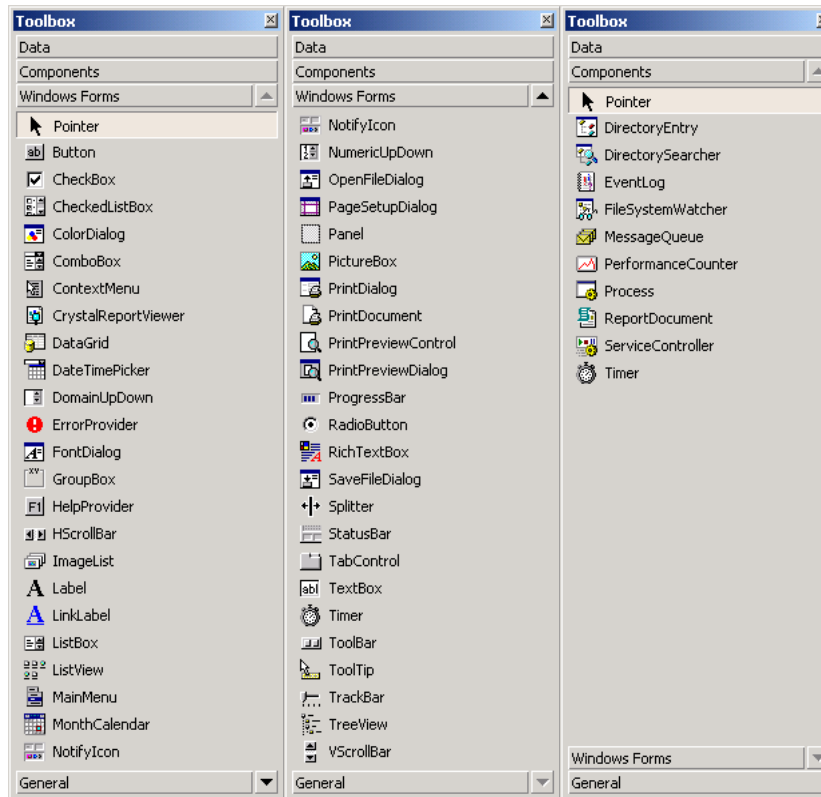 Toolbox
Data
Components
Windows Forms
Pointer
Button
CheckBox
CheckedListBox
ColorDialog
ComboBox
ContextMenu
CrystalReportViewer
DataGrid
DateTimePicker
DomainUpDown
ErrorProvider
FontDialog
GroupBox
HelpProvider
HScrollBar
ImageList
Label
LinkLabel
ListBox
ListView
MainMenu
MonthCalendar
NotifyIcon
General
Toolbox
Data
Components
Windows Forms
NotifyIcon
NumericUpDown
OpenFileDialog
PageSetupDialog
Panel
PictureBox
PrintDialog
PrintDocument
PrintPreviewControl
PrintPreviewDialog
ProgressBar
RadioButton
RichTextBox
SaveFileDialog
Splitter
StatusBar
TabControl
TextBox
Timer
ToolBar
ToolTip
TrackBar
TreeView
VScrollBar
General
Toolbox
Data
Components
Pointer
DirectoryEntry
DirectorySearcher
EventLog
FileSystemWatcher
MessageQueue
PerformanceCounter
Process
ReportDocument
ServiceController
Timer
Windows Forms
General